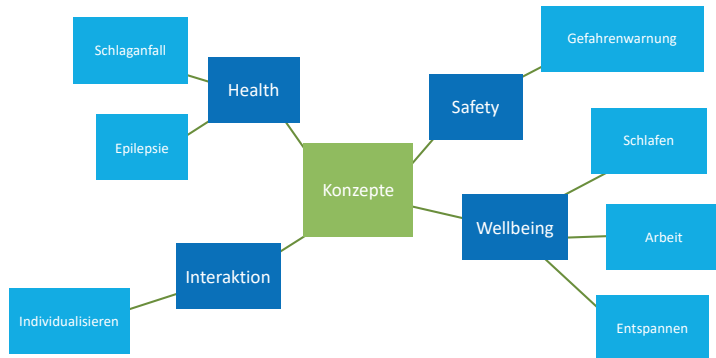 Schlaganfall
Health
Epilepsie
Gefahrenwarnung
Safety
Konzepte
Schlafen
Wellbeing
Arbeit
Entspannen
Interaktion
Individualisieren